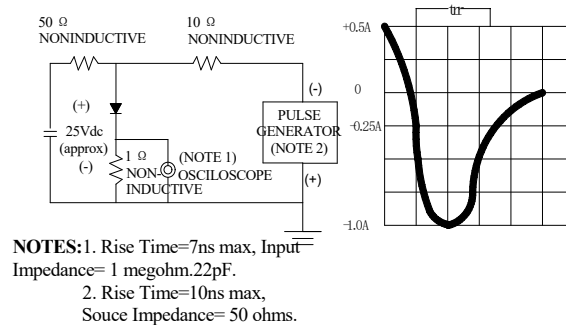 50 Ω
NONINDUCTIVE
10 Ω
NONINDUCTIVE
(+)
25Vdc
(approx)
(-)
1 Ω
NON-
INDUCTIVE
(NOTE 1)
OSCILOSCOPE
(-)
PULSE
GENERATOR
(NOTE 2)
(+)
trr
+0.5A
0
-0.25A
-1.0A
NOTES:1. Rise Time=7ns max, Input
Impedance= 1 megohm.22pF.
2. Rise Time=10ns max,
Souce Impedance= 50 ohms.